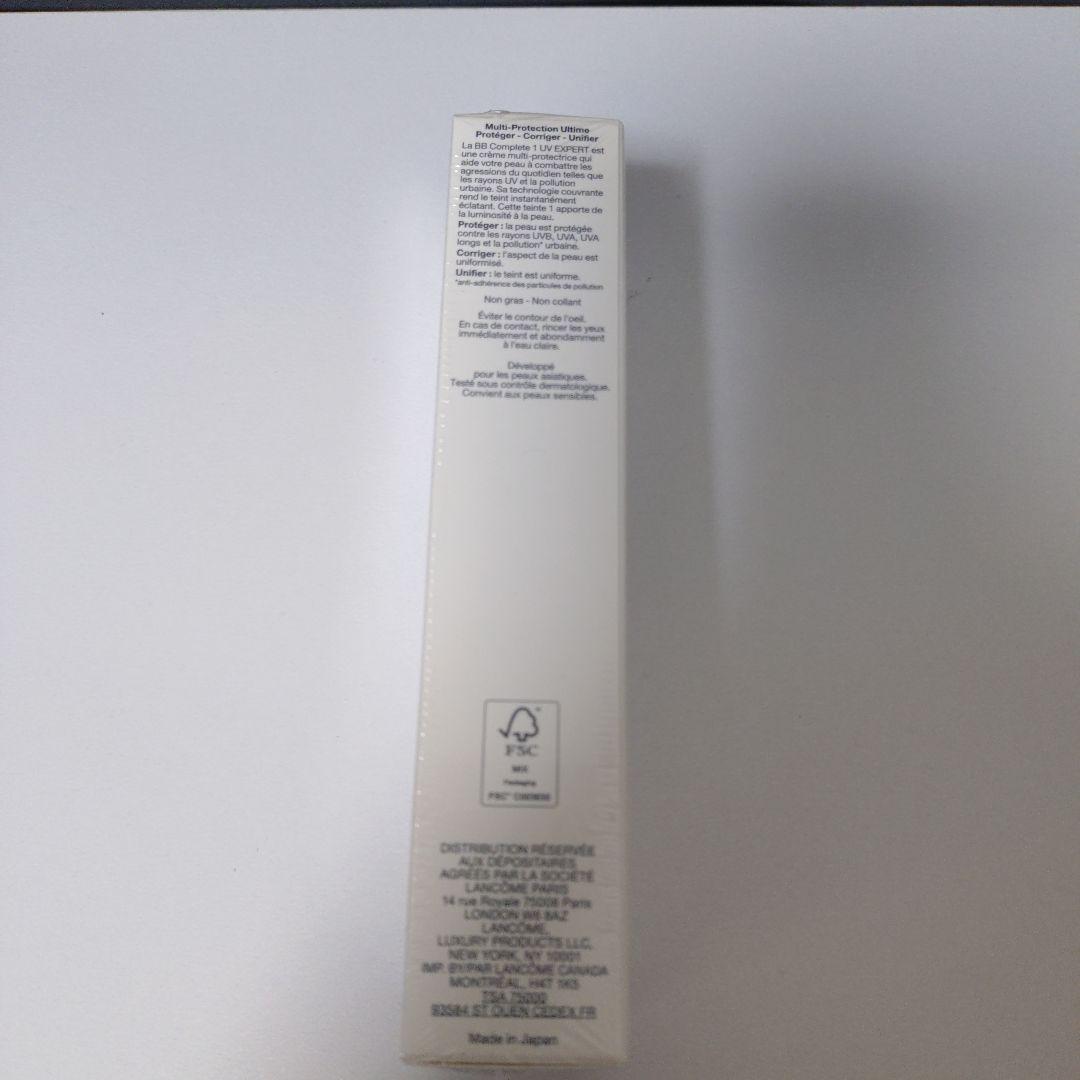 Multi-Protection Ultime
Protéger - Corriger - Unifier
La BB Complete 1 UV EXPERT est
une crème multi-protectrice qui
aide votre peau à combattre les
agressions du quotidien telles que
les rayons UV et la pollution
urbaine. Sa technologie couvrante
rend le teint instantanément
éclatant. Cette teinte 1 apporte de
la luminosité à la peau.
Protéger : la peau est protégée
contre les rayons UVB, UVA, UVA
longs et la pollution* urbaine.
Corriger : l'aspect de la peau est
uniformisé.
Unifier : le teint est uniforme.
*anti-adhérence des particules de pollution
Non gras - Non collant
Éviter le contour de l'oeil.
En cas de contact, rincer les yeux
immédiatement et abondamment
à l'eau claire.
Développé
pour les peaux asiatiques.
Testé sous contrôle dermatologique.
Convient aux peaux sensibles.
FSC
MIX
Packaging
FSC®
DISTRIBUTION RÉSERVÉE
AUX DÉPOSITAIRES
AGRÉÉS PAR LA SOCIÉTÉ
LANCÔME PARIS
14 rue Royale 75008 Paris
LONDON W6 8AZ
LANCÔME,
LUXURY PRODUCTS LLC,
NEW YORK, NY 10001
IMP. BY/PAR LANCÔME CANADA
MONTRÉAL, H4T 1K5
TSA 75000
93584 ST OUEN CEDEX FR
Made in Japan